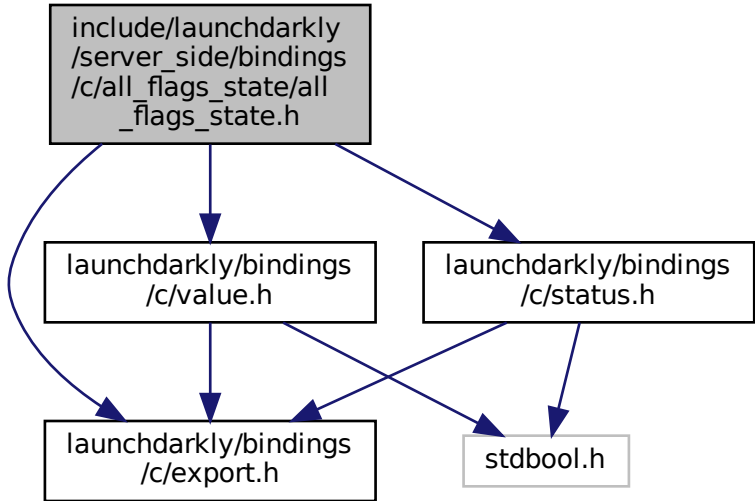 include/launchdarkly
/server_side/bindings
/c/all_flags_state/all
_flags_state.h
launchdarkly/bindings
/c/value.h
launchdarkly/bindings
/c/status.h
launchdarkly/bindings
/c/export.h
stdbool.h